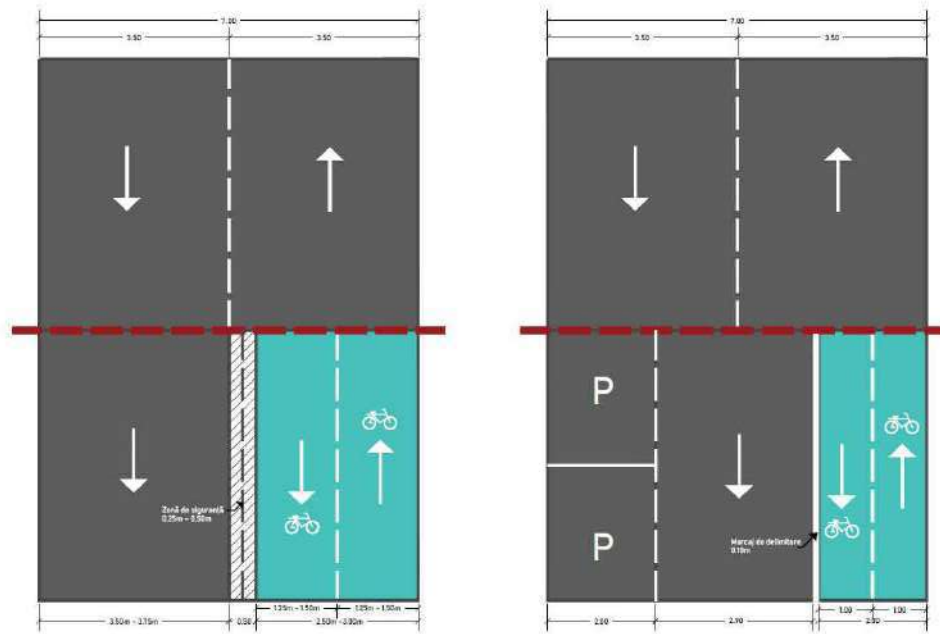 7.00
3.50 3.50
Zonă de siguranță
0.25m - 0.50m
1.25m - 1.50m 1.25m - 1.50m
3.50m - 3.75m 0.50 2.50m - 3.00m
7.00
3.50 3.50
P
P
Marcaj de delimitare
0.10m
1.00 1.00
2.00 2.90 2.00